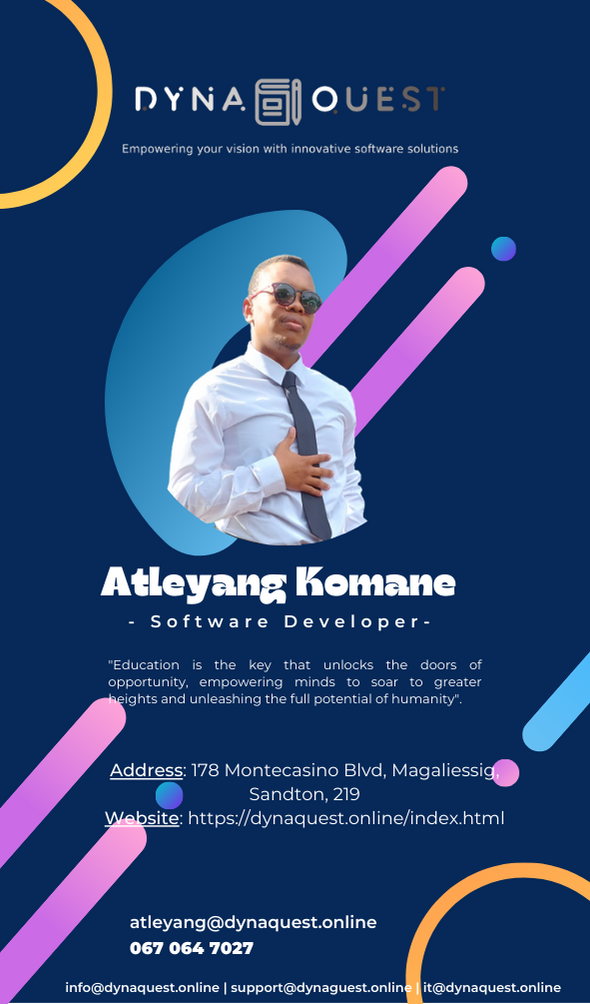 DYNA QUEST
Empowering your vision with innovative software solutions
Atleyang Komane
- Software Developer-
"Education is the key that unlocks the doors of
opportunity, empowering minds to soar to greater
heights and unleashing the full potential of humanity".
Address: 178 Montecasino Blvd, Magaliessig,
Sandton, 219
Website: https://dynaquest.online/index.html
atleyang@dynaquest.online
067 064 7027
info@dynaquest.online | support@dynaguest.online | it@dynaquest.online